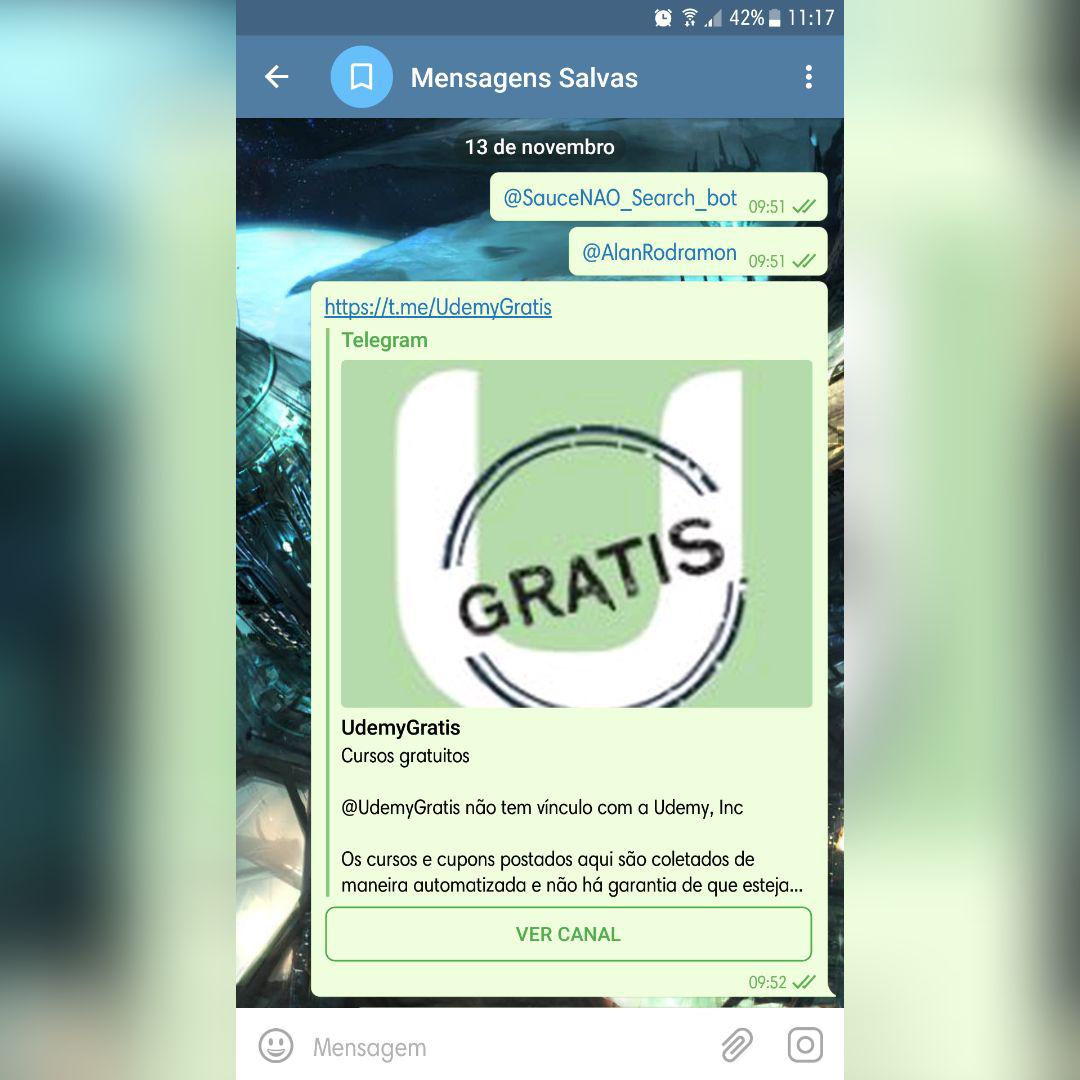 42% 11:17
Mensagens Salvas
13 de novembro
@SauceNAO_Search_bot 09:51
@AlanRodramon 09:51
https://t.me/UdemyGratis
Telegram
U
GRATIS
UdemyGratis
Cursos gratuitos
@UdemyGratis não tem vínculo com a Udemy, Inc
Os cursos e cupons postados aqui são coletados de
maneira automatizada e não há garantia de que esteja...
VER CANAL
09:52
Mensagem